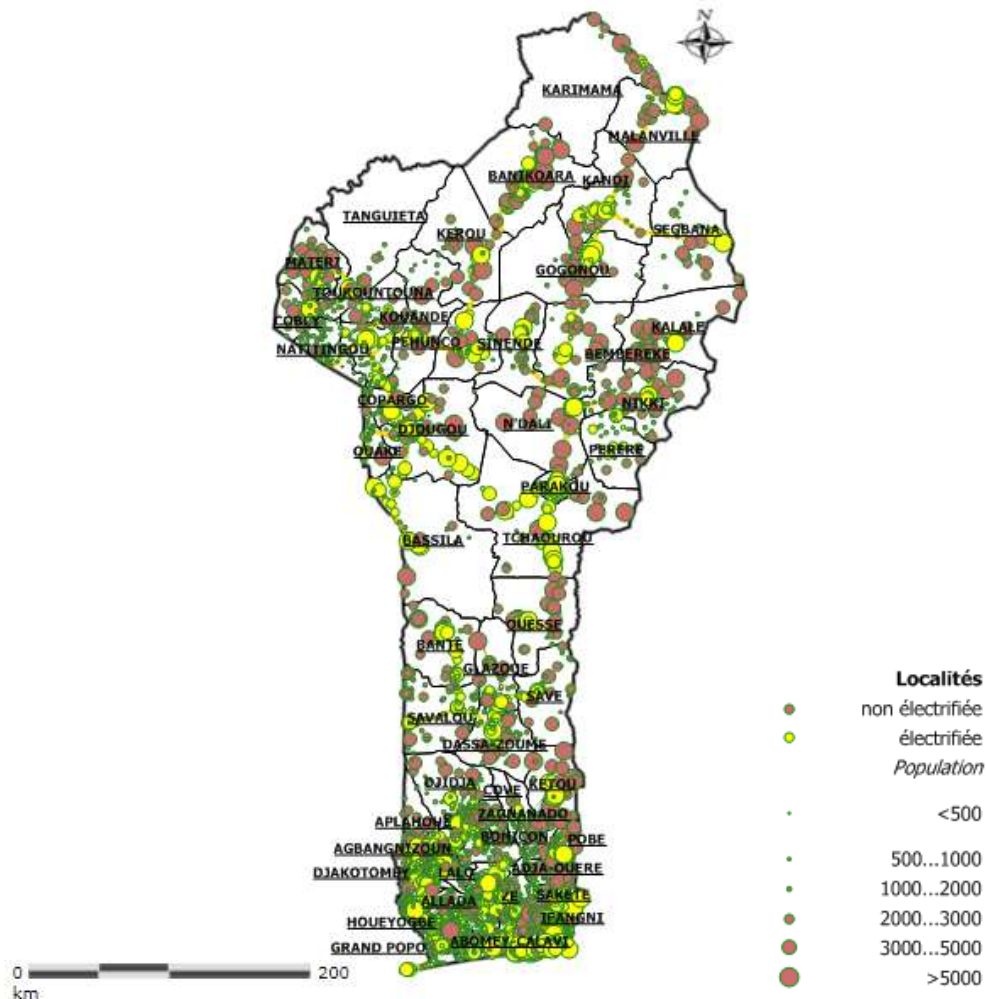 N
KARIMAMA
MALANVILLE
BANIKOARA
KANDI
TANGUIETA
KEROU
SEGBANA
MATERI
GOGONOU
TOUKOUNTOUNA
COBLY
KOUANDE
KALALE
NATITINGOU
PEHUNCO
SINENDE
BEMBEREKE
COPARGO
NIKKI
DJOUGOU
N'DALI
OUAKE
PERERE
PARAKOU
BASSILA
TCHAOUROU
OUESSE
BANTE
GLAZOUE
SAVE
SAVALOU
DASSA-ZOUME
DJIDJA
COVE
KETOU
ZAGNANADO
APLAHOUE
BOHICON
POBE
AGBANGNIZOUN
DJAKOTOMEY
LALO
ADJA-OUERE
ALLADA
ZE
SAKETE
HOUEYOGBE
IFANGNI
GRAND POPO
ABOMEY-CALAVI
Localités
non électrifiée
électrifiée
Population
<500
500...1000
1000...2000
2000...3000
3000...5000
>5000
0 200
km